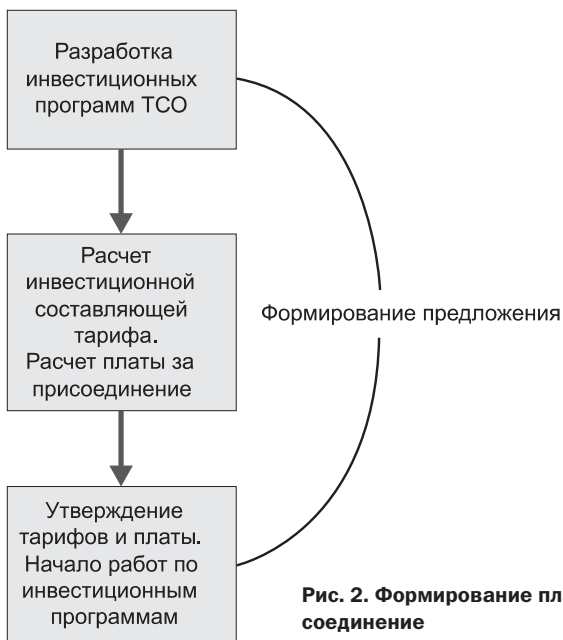 Разработка
инвестиционных
программ ТСО
Расчет
инвестиционной
составляющей
тарифа.
Расчет платы за
присоединение
Формирование предложения
Утверждение
тарифов и платы.
Начало работ по
инвестиционным
программам
Рис. 2. Формирование пл
соединение